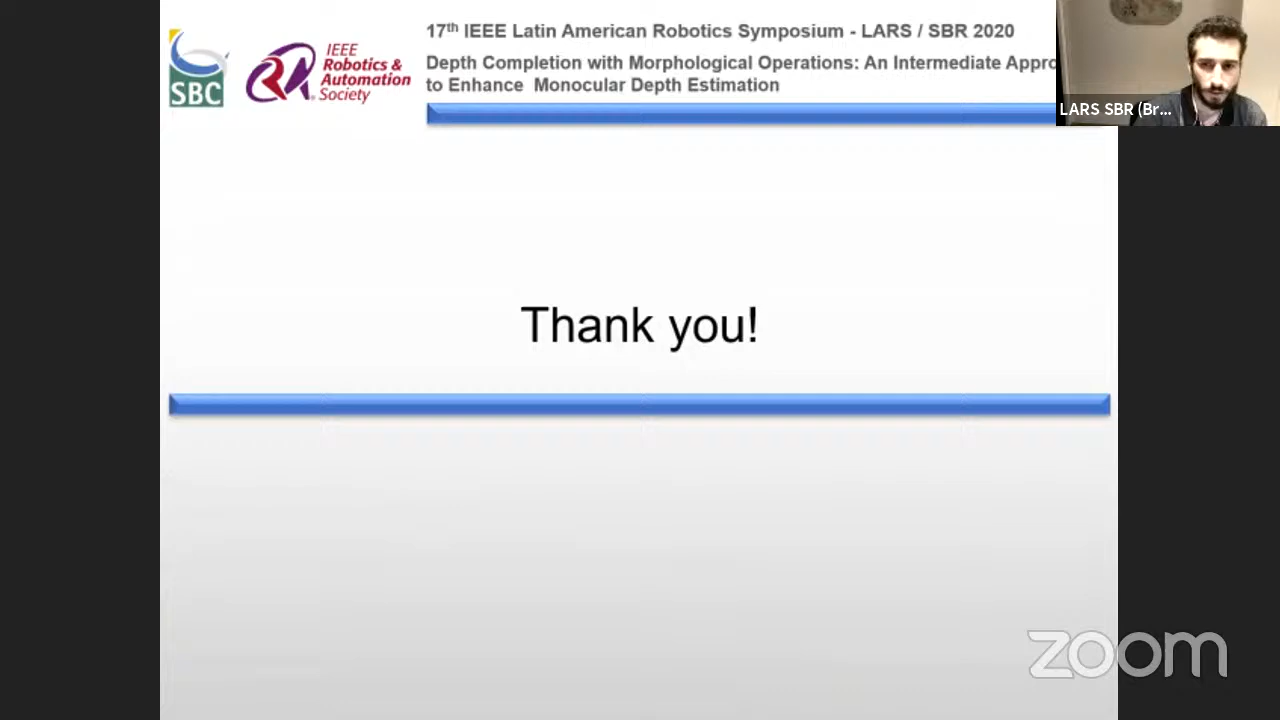 17th IEEE Latin American Robotics Symposium - LARS / SBR 2020
Depth Completion with Morphological Operations: An Intermediate Appro
to Enhance Monocular Depth Estimation
SBC
IEEE
Robotics &
Automation
Society
LARS SBR (Br...
Thank you!
zoom